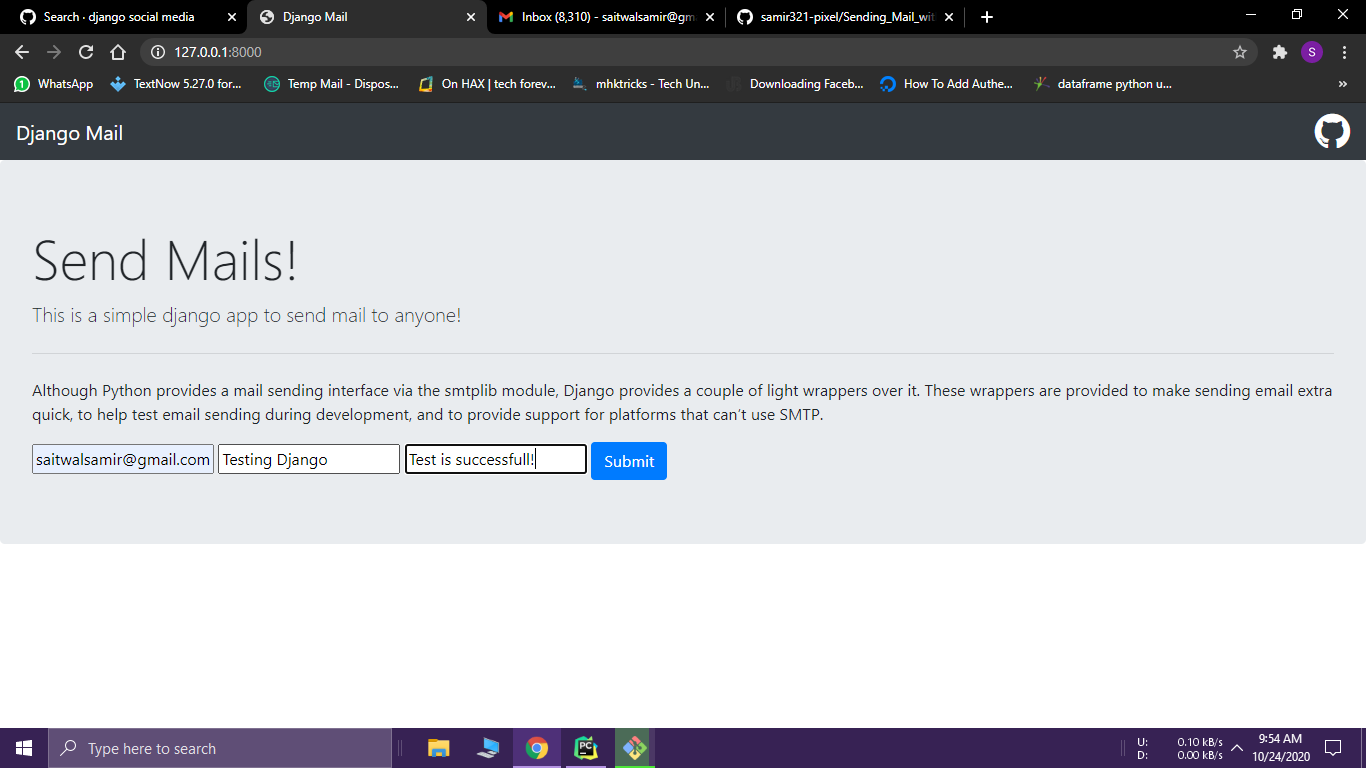 Search · django social media
Django Mail
Inbox (8,310) - saitwalsamir@gm
samir321-pixel/Sending_Mail_wit
127.0.0.1:8000
S
1 WhatsApp
TextNow 5.27.0 for...
Temp Mail - Dispos...
On HAX | tech forev...
mhktricks - Tech Un...
Downloading Faceb...
How To Add Authe...
dataframe python u...
»
Django Mail
Send Mails!
This is a simple django app to send mail to anyone!
Although Python provides a mail sending interface via the smtplib module, Django provides a couple of light wrappers over it. These wrappers are provided to make sending email extra
quick, to help test email sending during development, and to provide support for platforms that can't use SMTP.
saitwalsamir@gmail.com Testing Django Test is successfull! Submit
Type here to search
PC
U: 0.10 kB/s
D: 0.00 kB/s
9:54 AM
10/24/2020